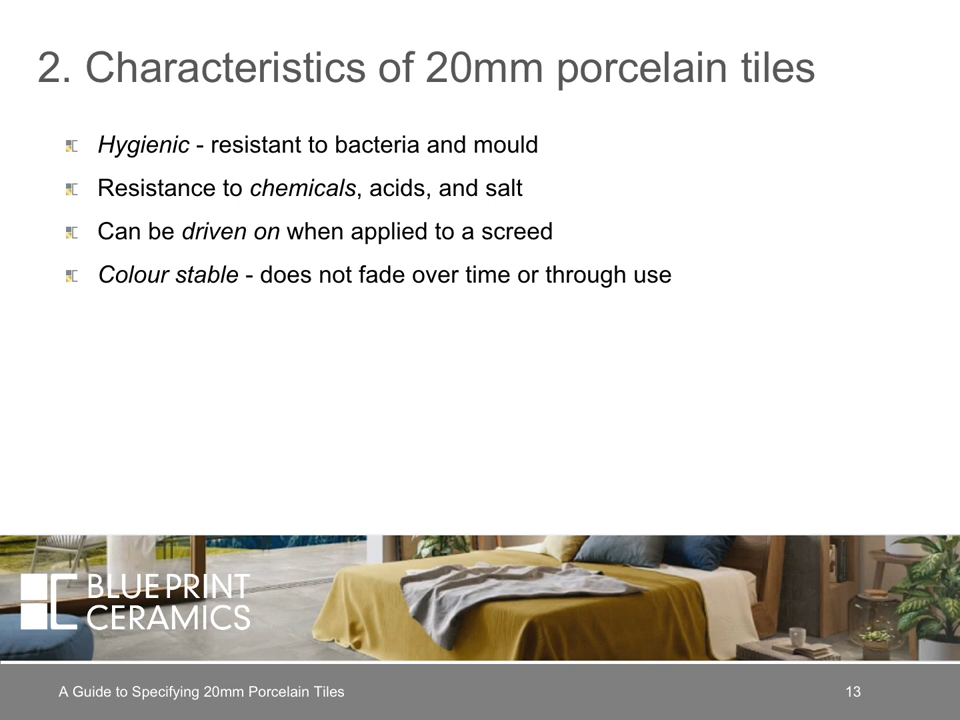 2. Characteristics of 20mm porcelain tiles
Hygienic - resistant to bacteria and mould
Resistance to chemicals, acids, and salt
Can be driven on when applied to a screed
Colour stable - does not fade over time or through use
BLUEPRINT
CERAMICS
A Guide to Specifying 20mm Porcelain Tiles
13